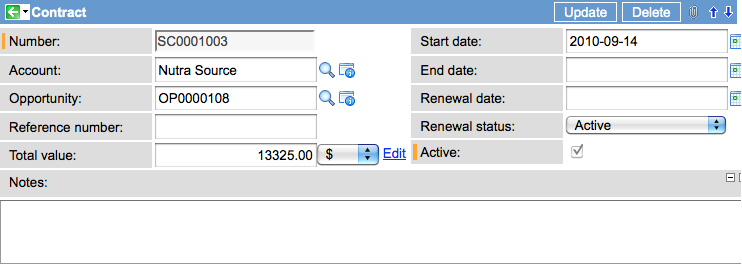 Contract Update Delete
Number: SC0001003 Start date: 2010-09-14
Account: Nutra Source End date:
Opportunity: OP0000108 Renewal date:
Reference number: Renewal status: Active
Total value: 13325.00 $ Edit Active:
Notes: